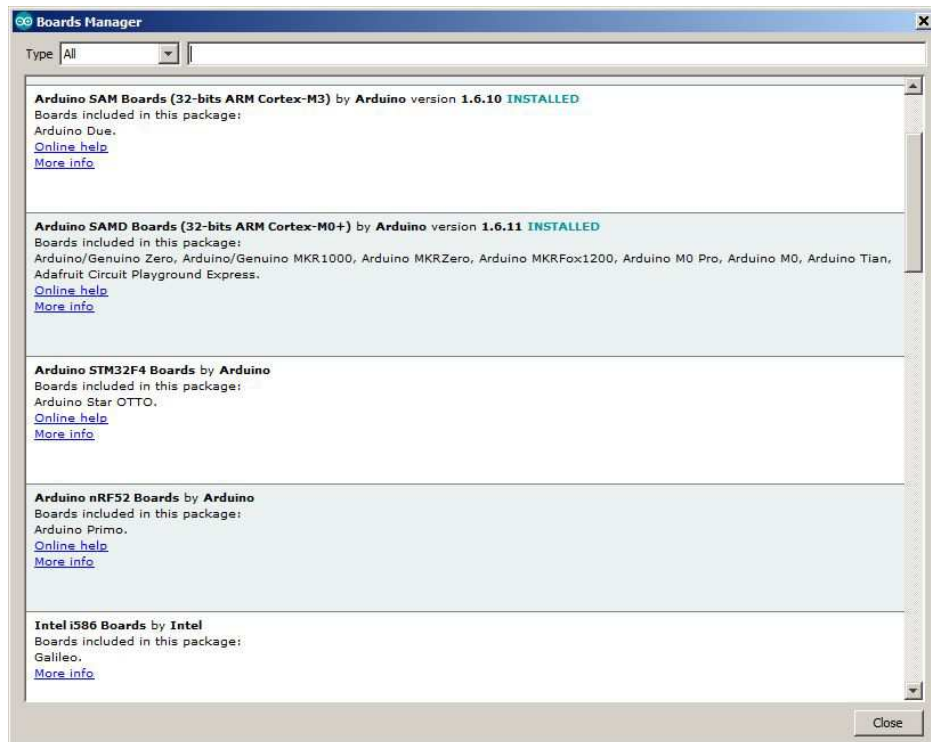 Boards Manager
Type All
Arduino SAM Boards (32-bits ARM Cortex-M3) by Arduino version 1.6.10 INSTALLED
Boards included in this package:
Arduino Due.
Online help
More info
Arduino SAMD Boards (32-bits ARM Cortex-M0+) by Arduino version 1.6.11 INSTALLED
Boards included in this package:
Arduino/Genuino Zero, Arduino/Genuino MKR1000, Arduino MKRZero, Arduino MKRFox1200, Arduino M0 Pro, Arduino M0, Arduino Tian,
Adafruit Circuit Playground Express.
Online help
More info
Arduino STM32F4 Boards by Arduino
Boards included in this package:
Arduino Star OTTO.
Online help
More info
Arduino nRF52 Boards by Arduino
Boards included in this package:
Arduino Primo.
Online help
More info
Intel i586 Boards by Intel
Boards included in this package:
Galileo.
More info
Close